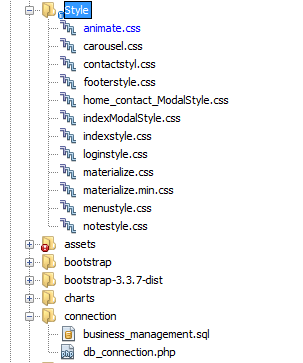 Style
animate.css
carousel.css
contactstyl.css
footerstyle.css
home_contact_ModalStyle.css
indexModalStyle.css
indexstyle.css
loginstyle.css
materialize.css
materialize.min.css
menustyle.css
notestyle.css
assets
bootstrap
bootstrap-3.3.7-dist
charts
connection
business_management.sql
db_connection.php